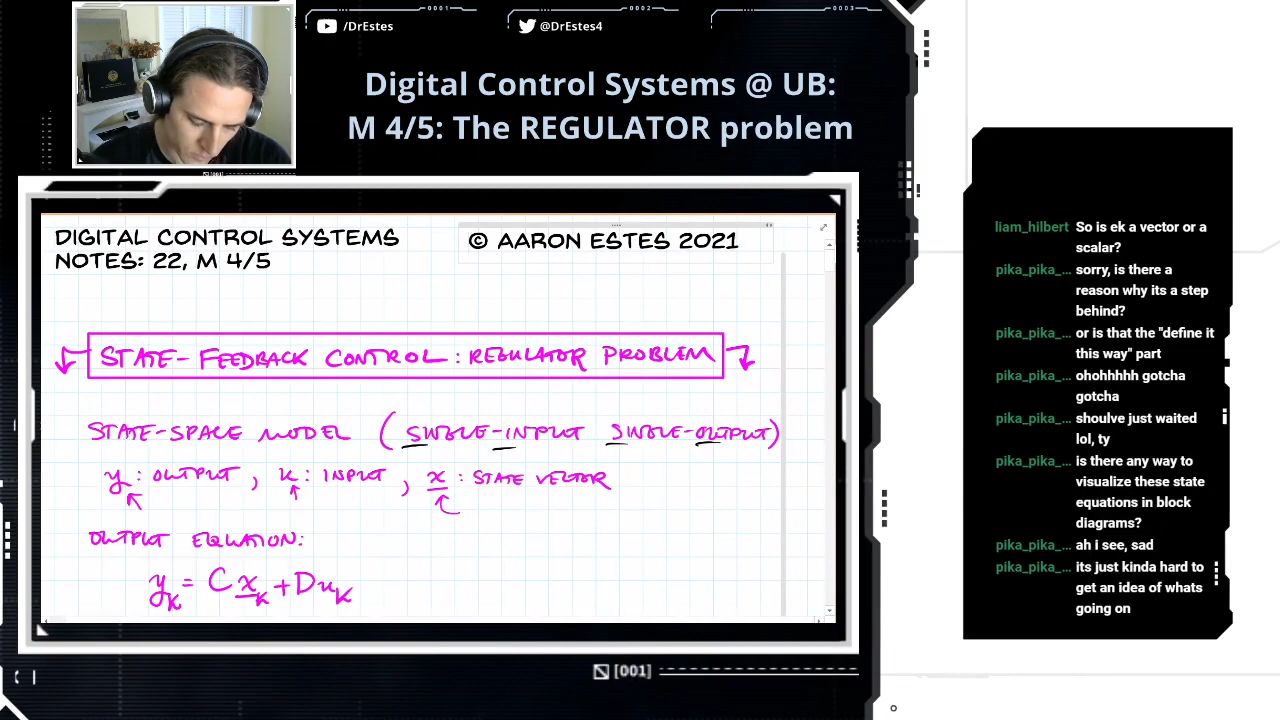 /DrEstes
@DrEstes4
0001
0002
0003
Digital Control Systems @ UB:
M 4/5: The REGULATOR problem
[001]
DIGITAL CONTROL SYSTEMS
NOTES: 22, M 4/5
© AARON ESTES 2021
STATE-FEEDBACK CONTROL: REGULATOR PROBLEM
STATE-SPACE MODEL (SINGLE-INPUT SINGLE-OUTPUT)
y: OUTPUT, u: INPUT, x: STATE VECTOR
OUTPUT EQUATION:
yk = Cxk + Duk
[001]
liam_hilbert So is ek a vector or a
scalar?
pika_pika_... sorry, is there a
reason why its a step
behind?
pika_pika_... or is that the "define it
this way" part
pika_pika_... ohohhhhh gotcha
gotcha
pika_pika_... shoulve just waited
lol, ty
pika_pika_... is there any way to
visualize these state
equations in block
diagrams?
pika_pika_... ah i see, sad
pika_pika_... its just kinda hard to
get an idea of whats
going on